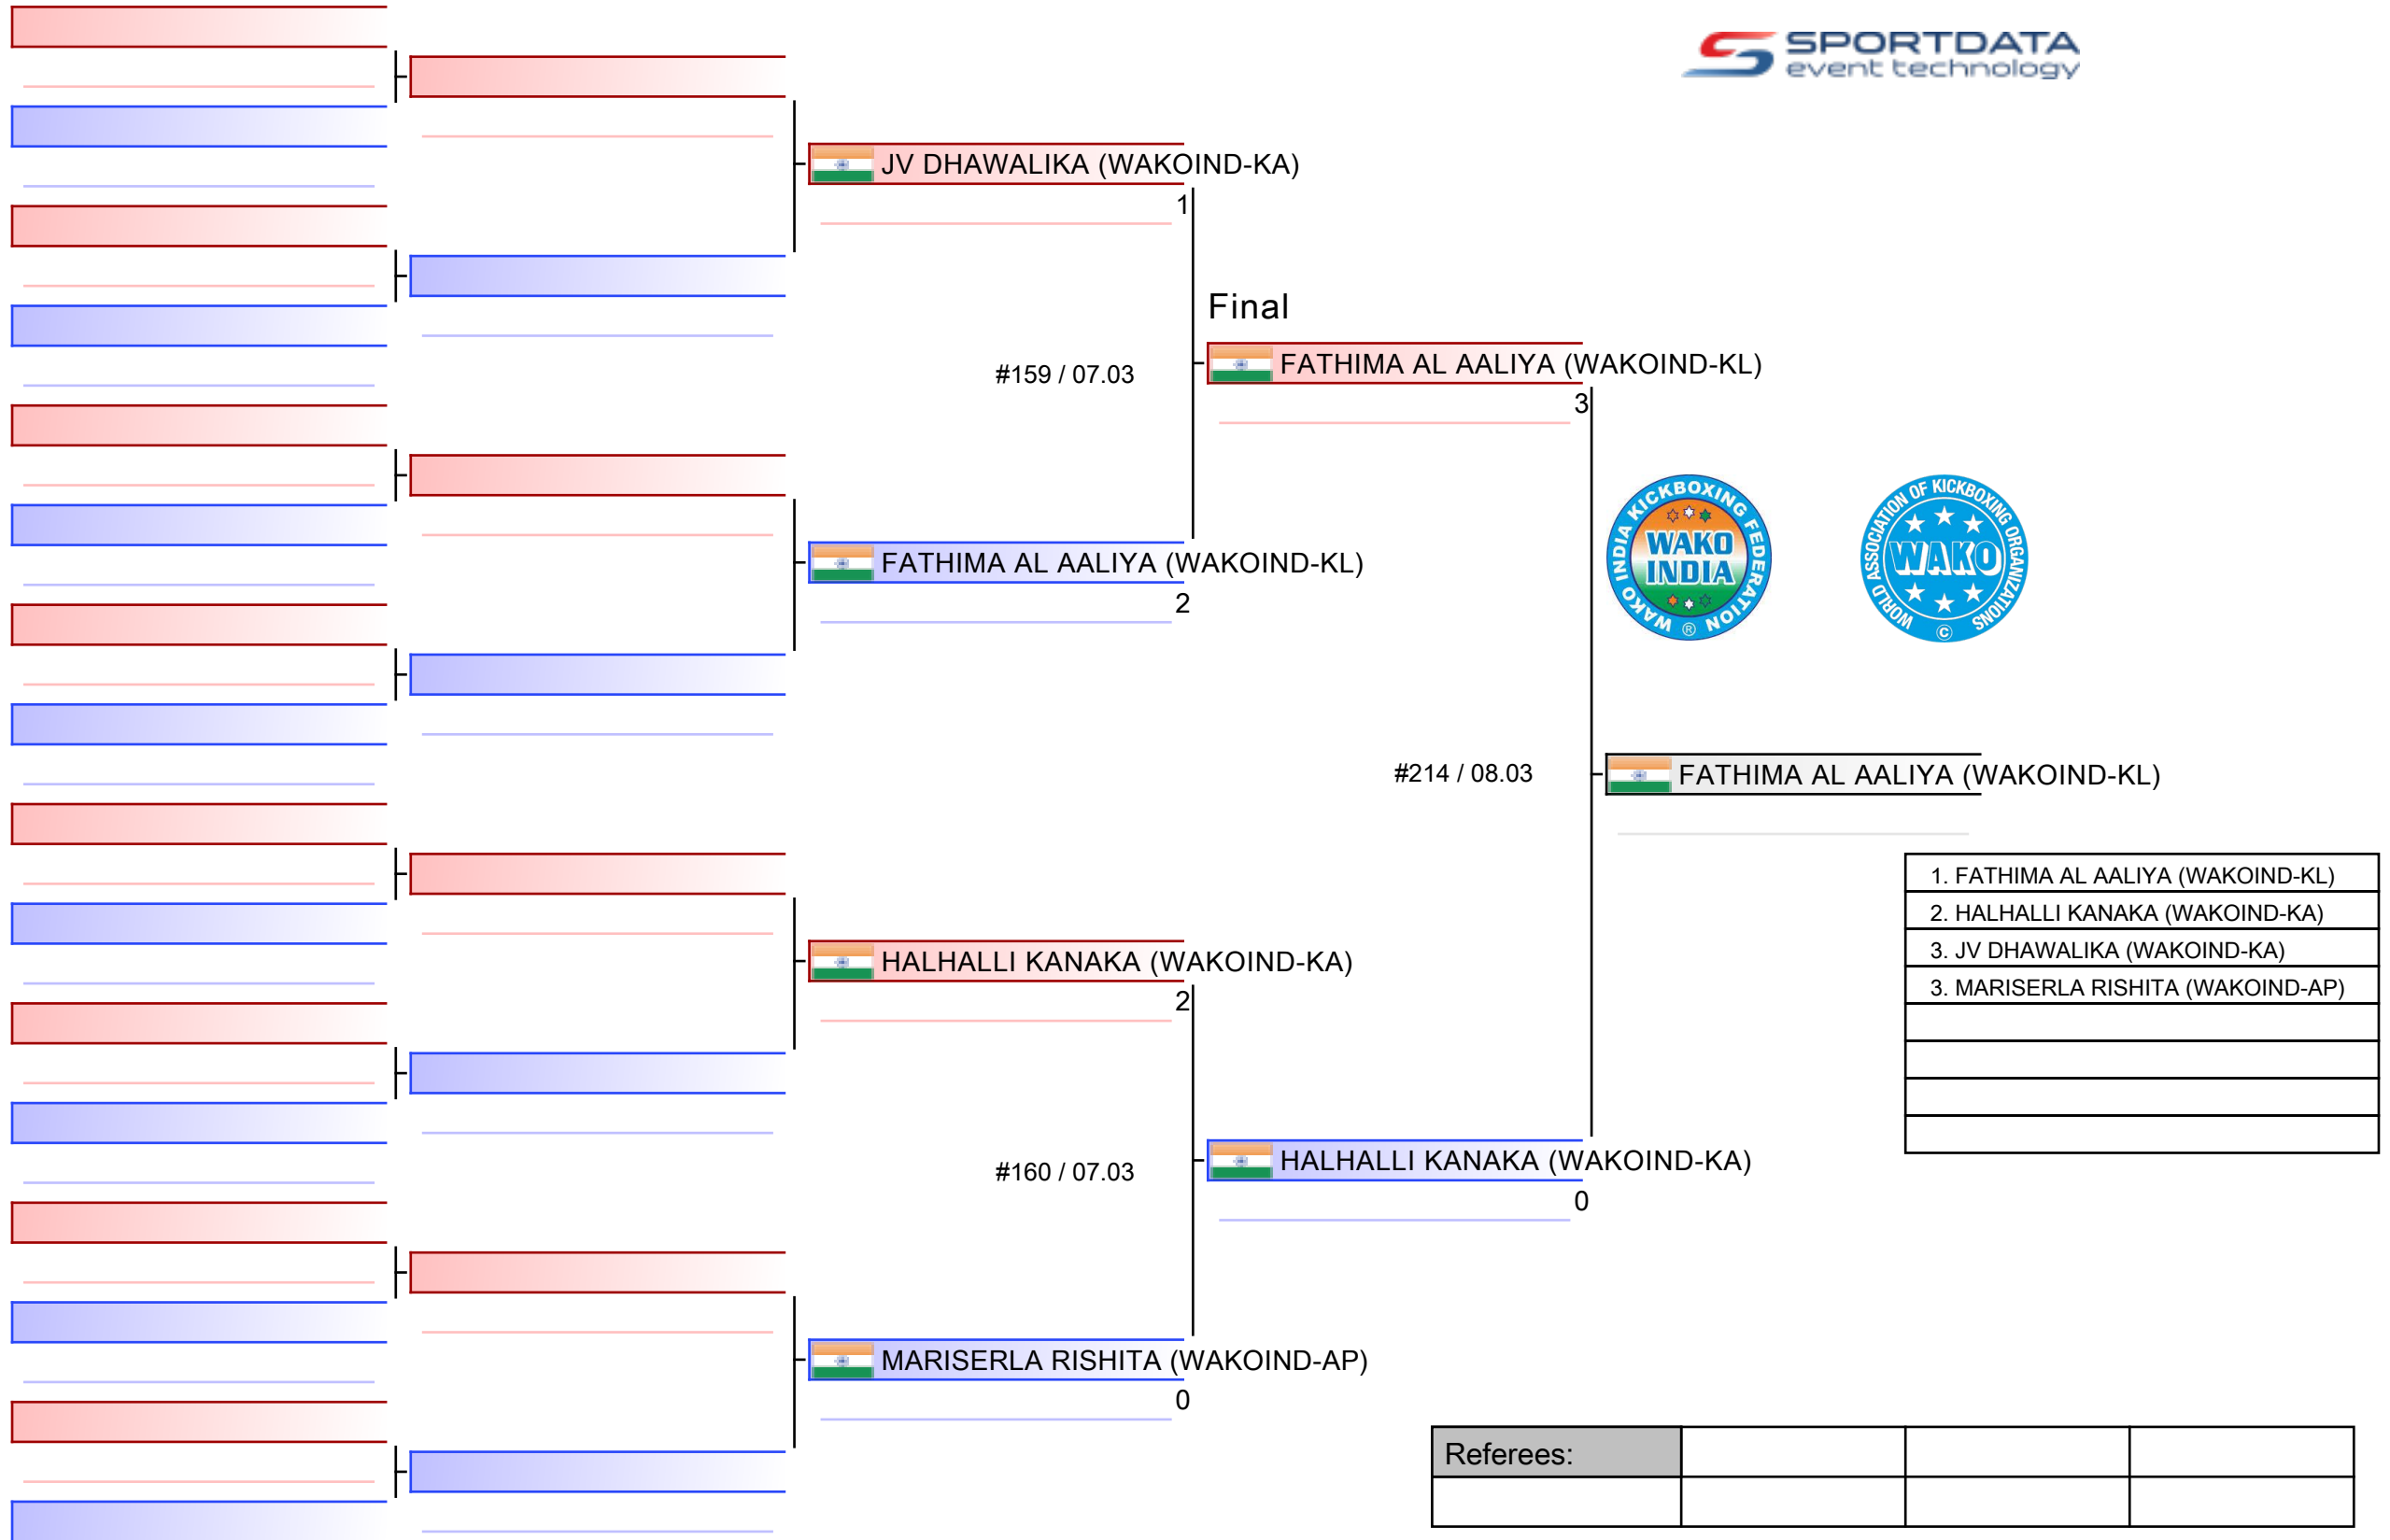 SPORTDATA
event technology
JV DHAWALIKA (WAKOIND-KA)
1
Final
#159 / 07.03
FATHIMA AL AALIYA (WAKOIND-KL)
3
WAKO INDIA KICKBOXING FEDERATION
WAKO
INDIA
®
WORLD ASSOCIATION OF KICKBOXING ORGANIZATIONS
WAKO
©
FATHIMA AL AALIYA (WAKOIND-KL)
2
#214 / 08.03
FATHIMA AL AALIYA (WAKOIND-KL)
1. FATHIMA AL AALIYA (WAKOIND-KL)
2. HALHALLI KANAKA (WAKOIND-KA)
3. JV DHAWALIKA (WAKOIND-KA)
3. MARISERLA RISHITA (WAKOIND-AP)
HALHALLI KANAKA (WAKOIND-KA)
2
#160 / 07.03
HALHALLI KANAKA (WAKOIND-KA)
0
MARISERLA RISHITA (WAKOIND-AP)
0
Referees: